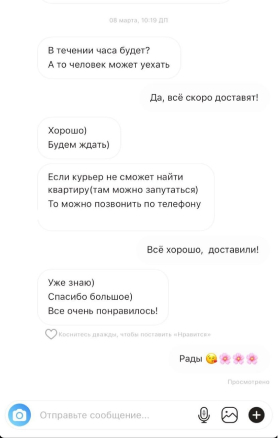 08 марта, 10:19 ДП
В течении часа будет?
А то человек может уехать
Да, всё скоро доставят!
Хорошо)
Будем ждать)
Если курьер не сможет найти
квартиру(там можно запутаться)
То можно позвонить по телефону
Всё хорошо, доставили!
Уже знаю)
Спасибо большое)
Все очень понравилось!
Коснитесь дважды, чтобы поставить «Нравится»
Рады 😘🌸🌸🌸
Просмотрено
Отправьте сообщение...